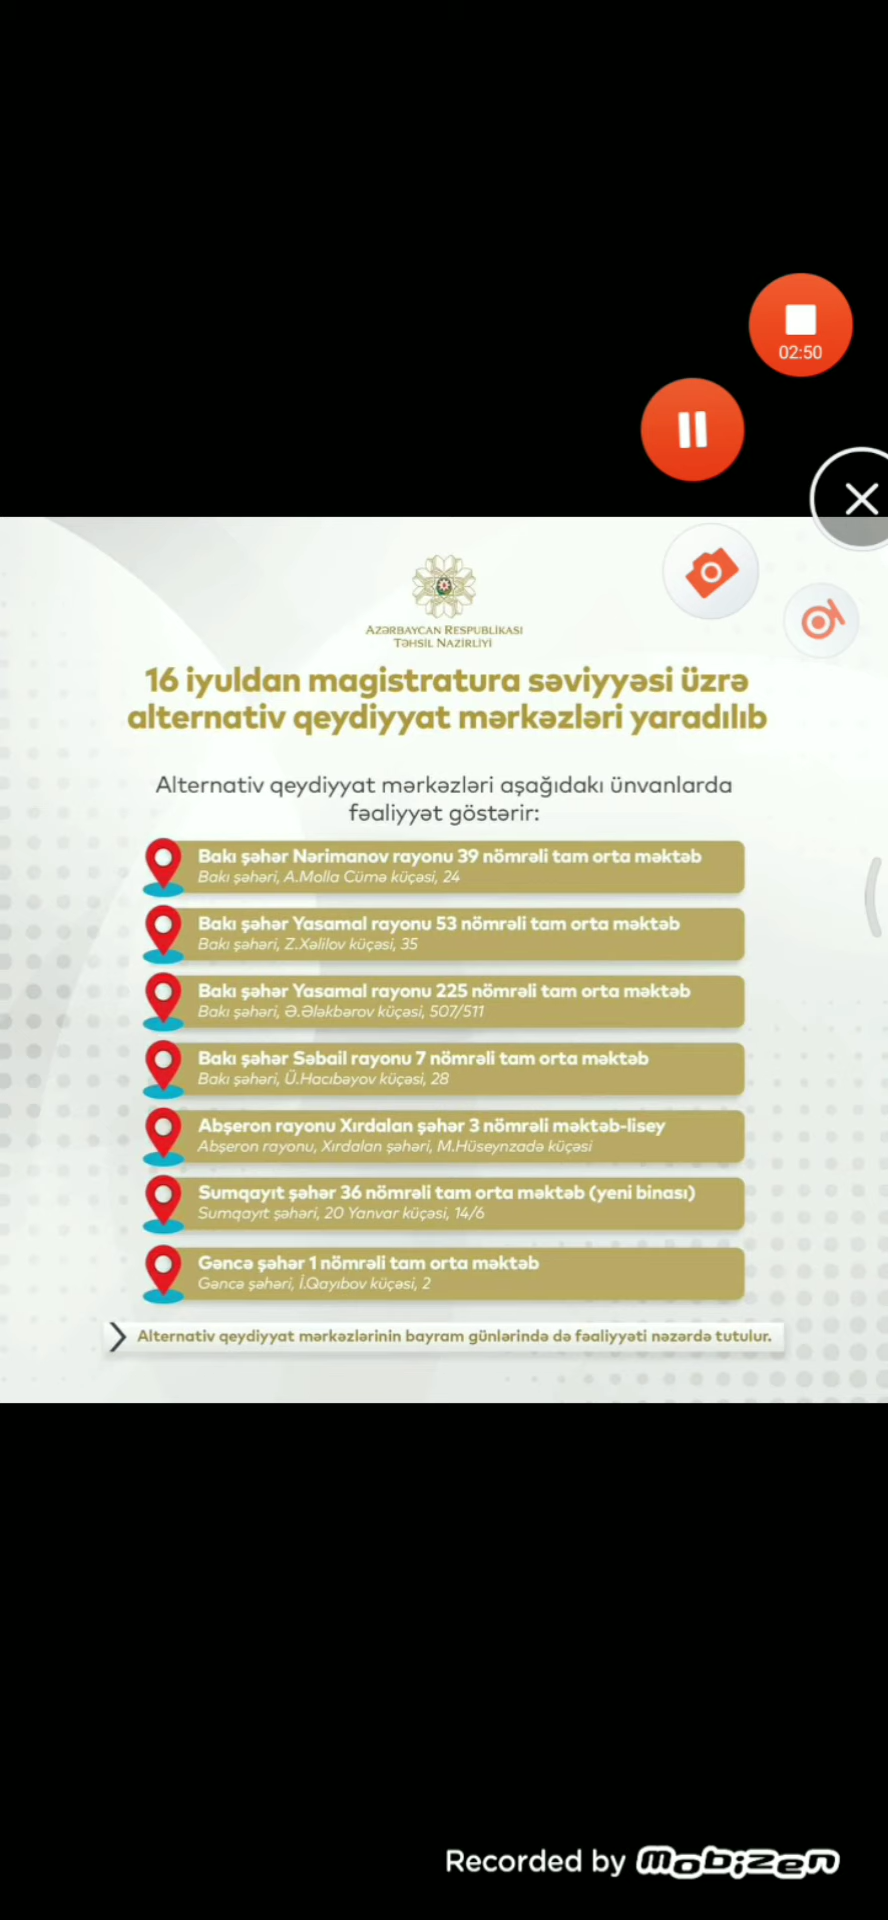 02:50
AZƏRBAYCAN RESPUBLİKASI
TƏHSİL NAZİRLİYİ
16 iyuldan magistratura səviyyəsi üzrə
alternativ qeydiyyat mərkəzləri yaradılıb
Alternativ qeydiyyat mərkəzləri aşağıdakı ünvanlarda
fəaliyyət göstərir:
Bakı şəhər Nərimanov rayonu 39 nömrəli tam orta məktəb
Bakı şəhəri, A.Molla Cümə küçəsi, 24
Bakı şəhər Yasamal rayonu 53 nömrəli tam orta məktəb
Bakı şəhəri, Z.Xəlilov küçəsi, 35
Bakı şəhər Yasamal rayonu 225 nömrəli tam orta məktəb
Bakı şəhəri, Ə.Ələkbərov küçəsi, 507/511
Bakı şəhər Səbail rayonu 7 nömrəli tam orta məktəb
Bakı şəhəri, Ü.Hacıbəyov küçəsi, 28
Abşeron rayonu Xırdalan şəhər 3 nömrəli məktəb-lisey
Abşeron rayonu, Xırdalan şəhəri, M.Hüseynzadə küçəsi
Sumqayıt şəhər 36 nömrəli tam orta məktəb (yeni binası)
Sumqayıt şəhəri, 20 Yanvar küçəsi, 14/6
Gəncə şəhər 1 nömrəli tam orta məktəb
Gəncə şəhəri, İ.Qayıbov küçəsi, 2
Alternativ qeydiyyat mərkəzlərinin bayram günlərində də fəaliyyəti nəzərdə tutulur.
Recorded by mobizen